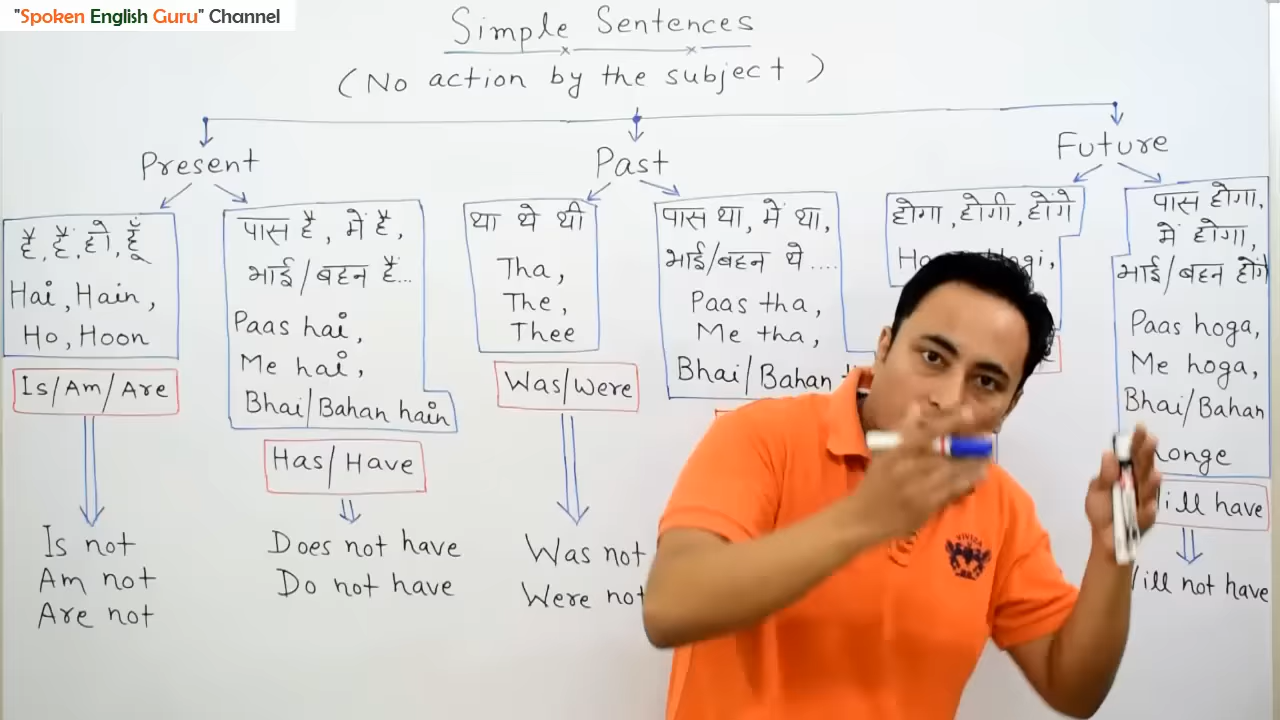 "Spoken English Guru" Channel
Simple Sentences
(No action by the subject)
Present
है, हैं, हो, हूँ
Hai, Hain,
Ho, Hoon
Is/Am/Are
Is not
Am not
Are not
पास है, में है,
भाई/बहन हैं...
Paas hai,
Me hai,
Bhai/Bahan hain
Has/Have
Does not have
Do not have
Past
था थे थी
Tha,
The,
Thee
Was/Were
Was not
Were not
पास था, में था,
भाई/बहन थे....
Paas tha,
Me tha,
Bhai/Bahan
Future
होगा, होगी, होंगे
पास होगा,
में होगा,
भाई/बहन होंगे
Paas hoga,
Me hoga,
Bhai/Bahan
honge
Will have
Will not have
VIVIZA